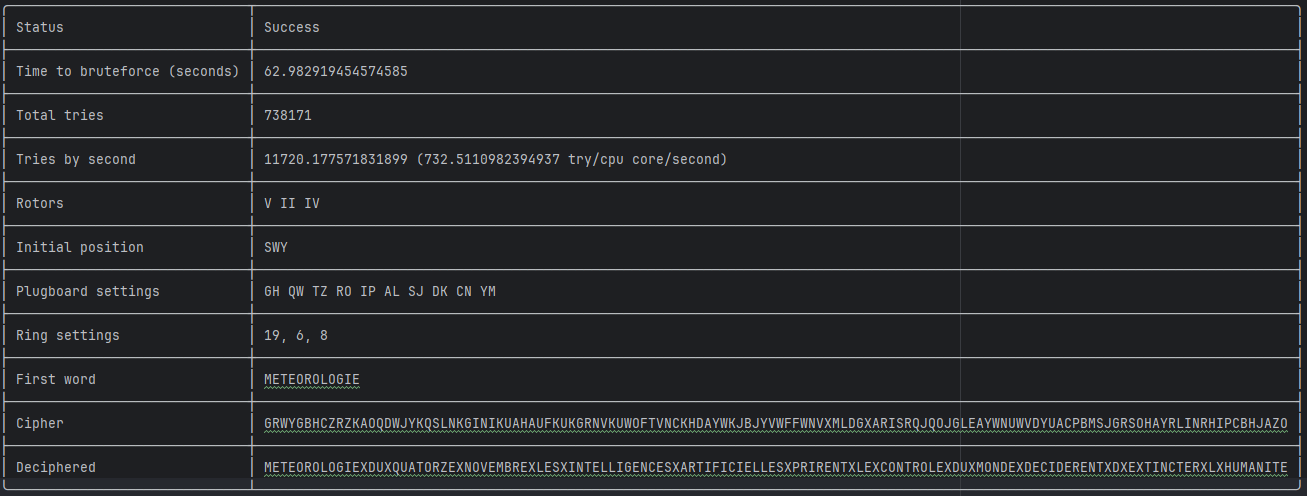 Status Success
Time to bruteforce (seconds) 62.982919454574585
Total tries 738171
Tries by second 11720.177571831899 (732.5110982394937 try/cpu core/second)
Rotors V II IV
Initial position SWY
Plugboard settings GH QW TZ RO IP AL SJ DK CN YM
Ring settings 19, 6, 8
First word METEOROLOGIE
Cipher GRWYGBHCZRZKAOQDWJYKQSLNKGINIKUAHAUFKUKGRNVKUWOFTVNCKHDAYWKJBJYVWFFWNVXMLDGXARISRQJQOJGLEAYWNUWVDYUACPBMSJGRSOHAYRLINRHIPCBHJAZO
Deciphered METEOROLOGIEXDUXQUATORZEXNOVEMBREXLESXINTELLIGENCESXARTIFICIELLESXPRIRENTXLEXCONTROLEXDUXMONDEXDECIDERENTXDXEXTINCTERXLXHUMANITE